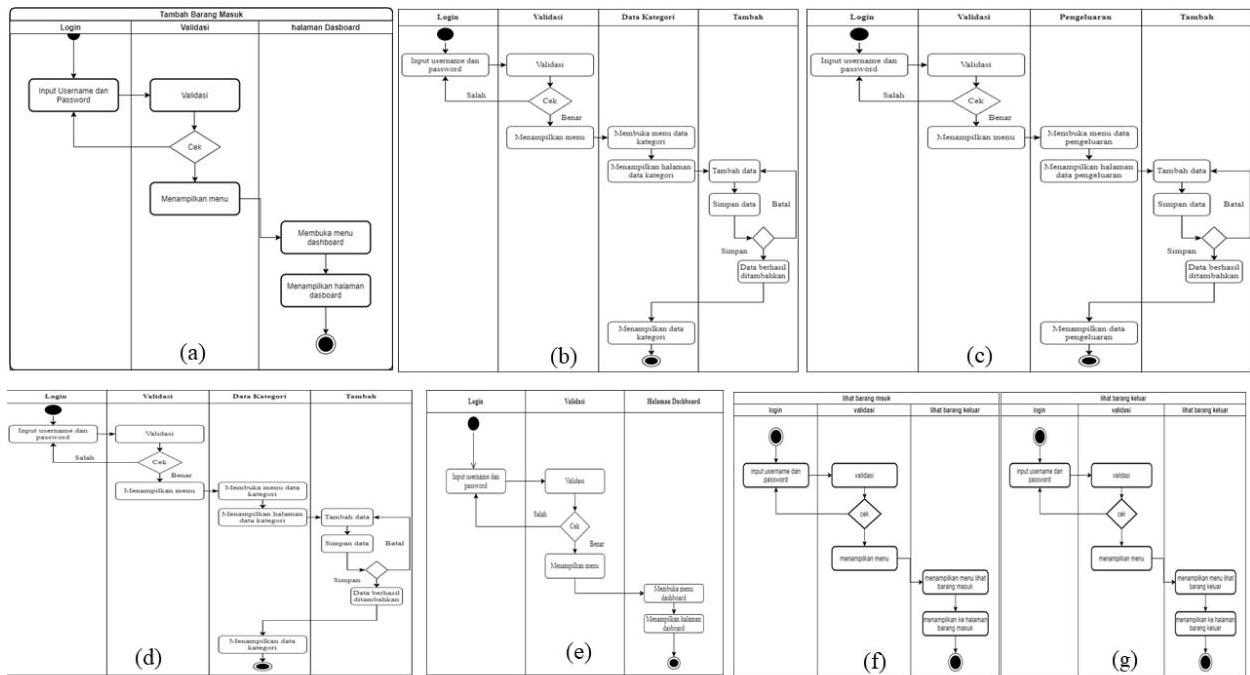 Tambah Barang Masuk
Login
Validasi
halaman Dasboard
Input Username dan
Password
Validasi
Cek
Menampilkan menu
Membuka menu
dashboard
Menampilkan halaman
dasboard
(a)
Login
Validasi
Data Kategori
Tambah
Input username dan
password
Validasi
Salah
Cek
Benar
Menampilkan menu
Membuka menu data
kategori
Menampilkan halaman
data kategori
Tambah data
Simpan data
Batal
Simpan
Data berhasil
ditambahkan
Menampilkan data
kategori
(b)
Login
Validasi
Pengeluaran
Tambah
Input username dan
password
Validasi
Salah
Cek
Benar
Menampilkan menu
Membuka menu data
pengeluaran
Menampilkan halaman
data pengeluaran
Tambah data
Simpan data
Batal
Simpan
Data berhasil
ditambahkan
Menampilkan data
pengeluaran
(c)
Login
Validasi
Data Kategori
Tambah
Input username dan
password
Validasi
Salah
Cek
Benar
Menampilkan menu
Membuka menu data
kategori
Menampilkan halaman
data kategori
Tambah data
Simpan data
Batal
Simpan
Data berhasil
ditambahkan
Menampilkan data
kategori
(d)
Login
Validasi
Halaman Dashboard
Input username dan
password
Validasi
Salah
Cek
Benar
Menampilkan menu
Membuka menu
dashboard
Menampilkan halaman
dasboard
(e)
lihat barang msuk
login
validasi
lihat barang keluar
input username dan
password
validasi
cek
menampilkan menu
menampilkan menu lihat
barang masuk
menampilkan ke halaman
barang masuk
(f)
lihat barang keluar
login
validasi
lihat barang keluar
input username dan
password
validasi
cek
menampilkan menu
menampilkan menu lihat
barang keluar
menampilkan ke halaman
barang keluar
(g)